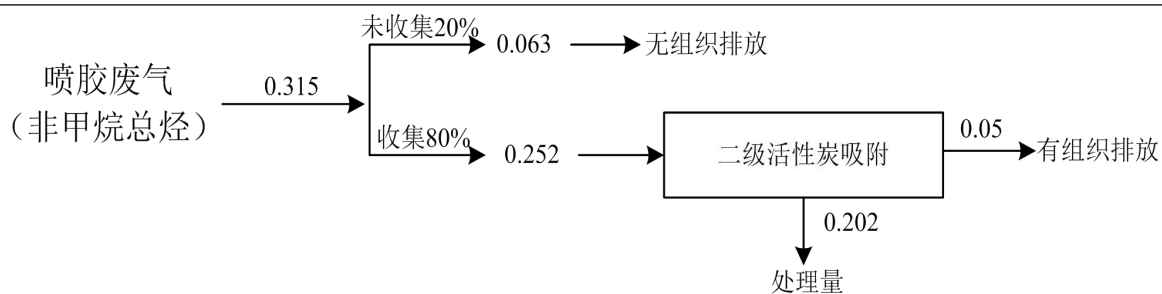 喷胶废气
（非甲烷总烃）
0.315
未收集20%
0.063
无组织排放
收集80%
0.252
二级活性炭吸附
0.05
有组织排放
0.202
处理量